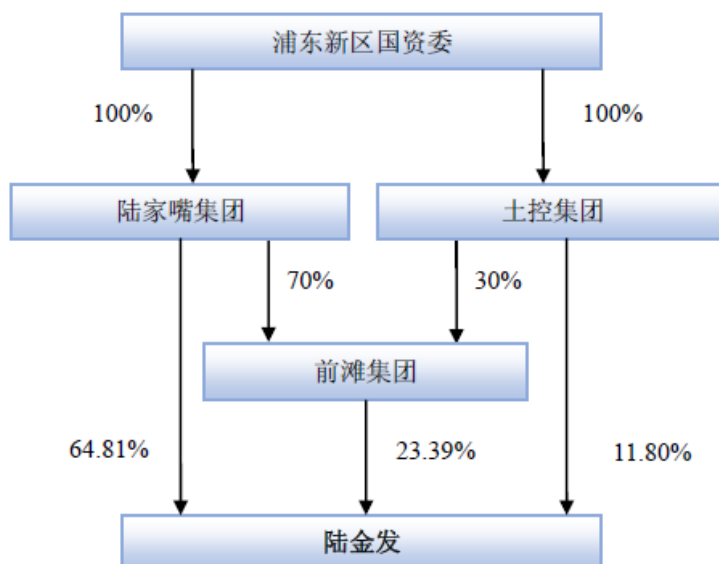 浦东新区国资委
100%
100%
陆家嘴集团
土控集团
70%
30%
前滩集团
64.81%
23.39%
11.80%
陆金发